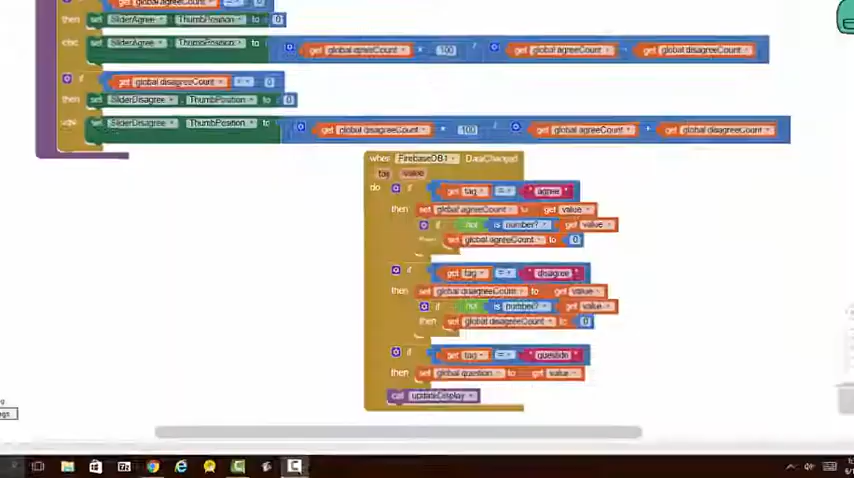 if get global agreeCount = 0
then set SliderAgree . ThumbPosition to 0
else set SliderAgree . ThumbPosition to get global agreeCount × 100 / get global agreeCount + get global disagreeCount
if get global disagreeCount = 0
then set SliderDisagree . ThumbPosition to 0
else set SliderDisagree . ThumbPosition to get global disagreeCount × 100 / get global agreeCount + get global disagreeCount
when FirebaseDB1 . DataChanged
tag value
do if get tag = " agree "
then set global agreeCount to get value
if not is number? get value
then set global agreeCount to 0
if get tag = " disagree "
then set global disagreeCount to get value
if not is number? get value
then set global disagreeCount to 0
if get tag = " question "
then set global question to get value
call updateDisplay